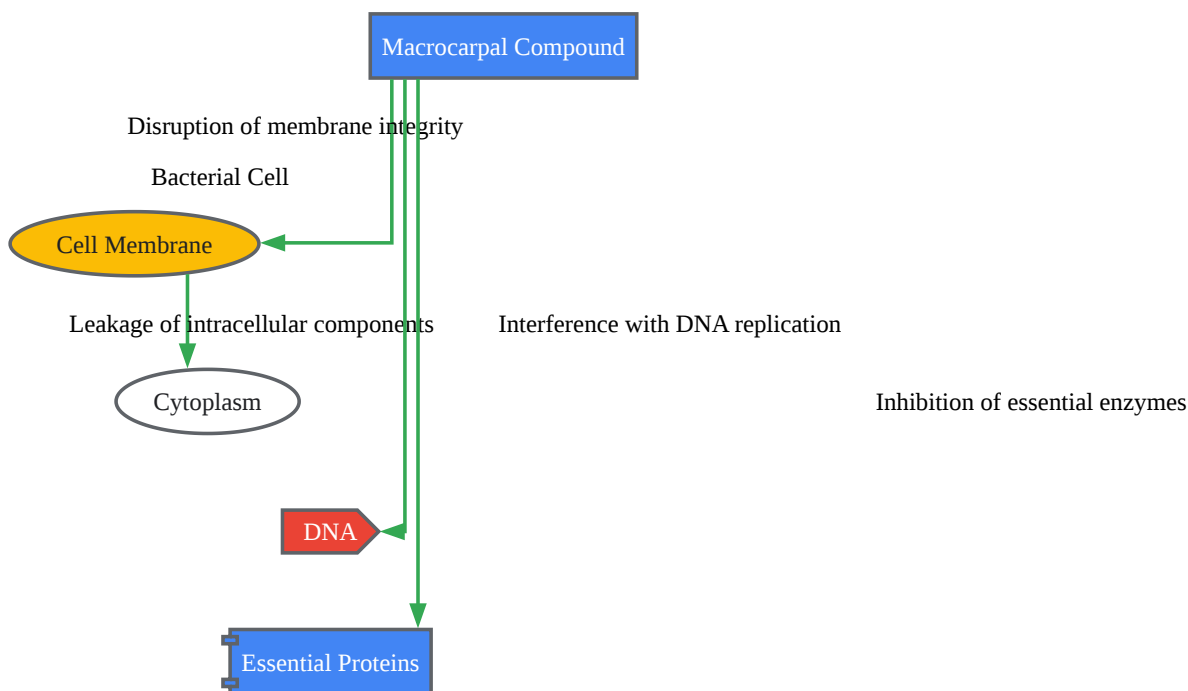 Macrocarpal Compound
Disruption of membrane integrity
Bacterial Cell
Cell Membrane
Leakage of intracellular components
Interference with DNA replication
Cytoplasm
Inhibition of essential enzymes
DNA
Essential Proteins